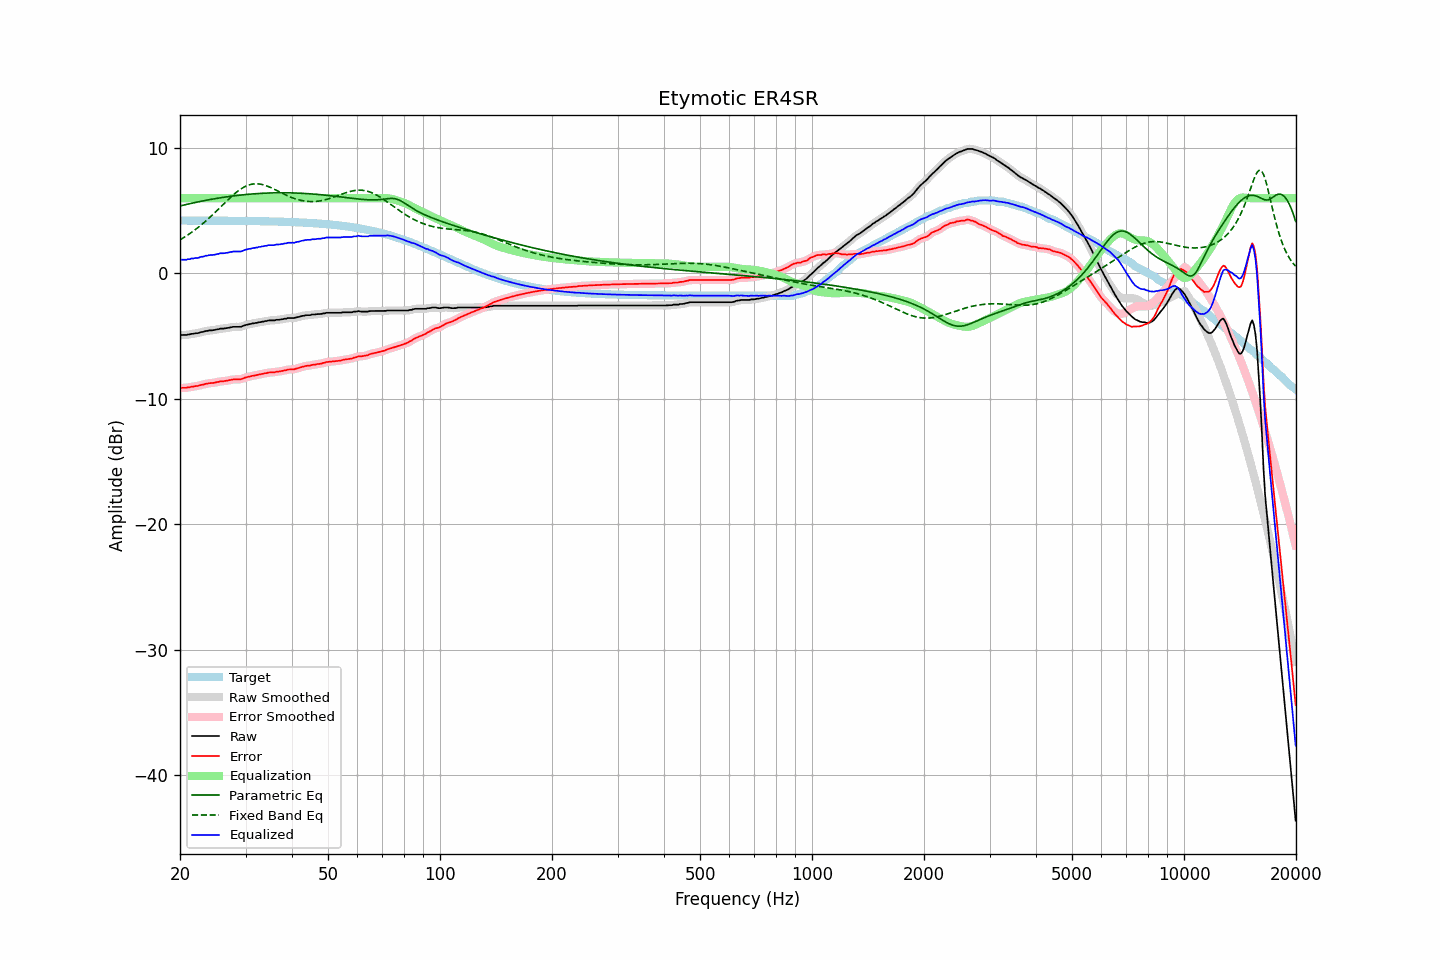 Etymotic ER4SR
Amplitude (dBr)
10
0
−10
−20
−30
−40
Target
Raw Smoothed
Error Smoothed
Raw
Error
Equalization
Parametric Eq
Fixed Band Eq
Equalized
20 50 100 200 500 1000 2000 5000 10000 20000
Frequency (Hz)